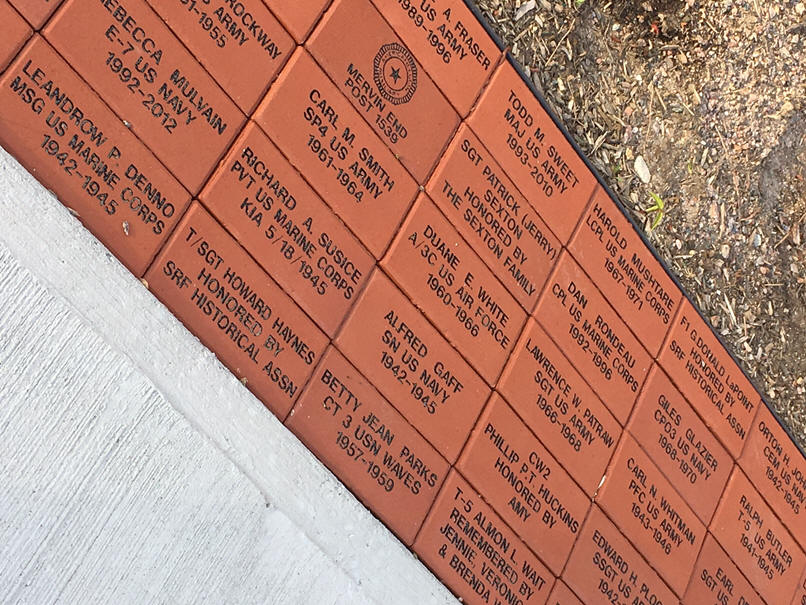 ROCKWAY
1955
US ARMY
A. FRASER
US ARMY
1989-1996
REBECCA MULVAIN
E-7 US NAVY
1992-2012
MERVIN END
POST 1539
TODD M. SWEET
MAJ US ARMY
1993-2010
LEANDROW P. DENNO
MSG US MARINE CORPS
1942-1945
CARL M. SMITH
SP4 US ARMY
1961-1964
SGT PATRICK (JERRY)
SEXTON
HONORED BY
THE SEXTON FAMILY
HAROLD MUSHTARE
CPL US MARINE CORPS
1967-1971
RICHARD A. SUSICE
PVT US MARINE CORPS
KIA 5/18/1945
DUANE E. WHITE
A/3C US AIR FORCE
1960-1966
DAN RONDEAU
CPL US MARINE CORPS
1992-1996
F1 G DONALD LaPOINT
HONORED BY
SRF HISTORICAL ASSN
T/SGT HOWARD HAYNES
HONORED BY
SRF HISTORICAL ASSN
ALFRED GAFF
SN US NAVY
1942-1945
LAWRENCE W. PATRAW
SGT US ARMY
1966-1968
GILES GLAZIER
CPO3 US NAVY
1968-1970
ORTON H.
CEM US
1942-1945
BETTY JEAN PARKS
CT 3 USN WAVES
1957-1959
CW2
PHILLIP P.T. HUCKINS
HONORED BY
AMY
CARL N. WHITMAN
PFC US ARMY
1943-1946
RALPH BUTLER
T-5 US ARMY
1941-1945
T-5 ALMON L. WAIT
REMEMBERED BY
JENNIE,
& BRENDA
EDWARD H.
SSGT US
EARL
SGT US